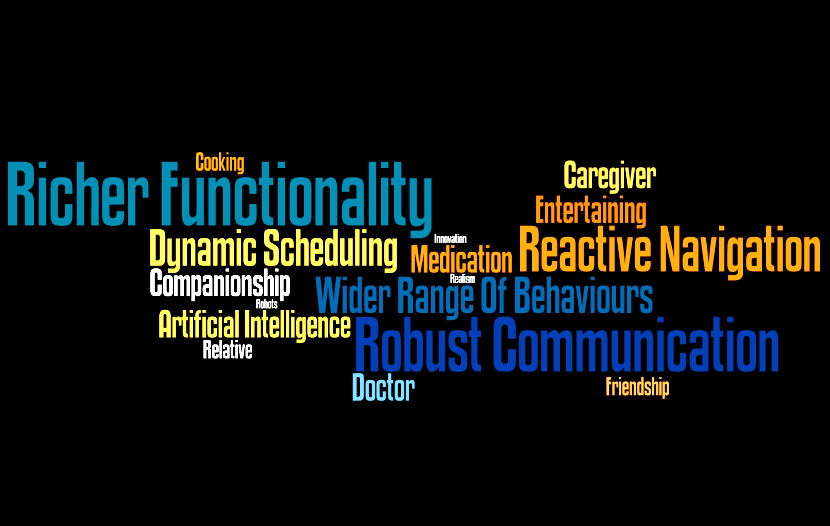 Cooking
Richer Functionality
Caregiver
Entertaining
Dynamic Scheduling
Innovation
Medication
Reactive Navigation
Companionship
Realism
Robots
Wider Range Of Behaviours
Artificial Intelligence
Relative
Robust Communication
Doctor
Friendship